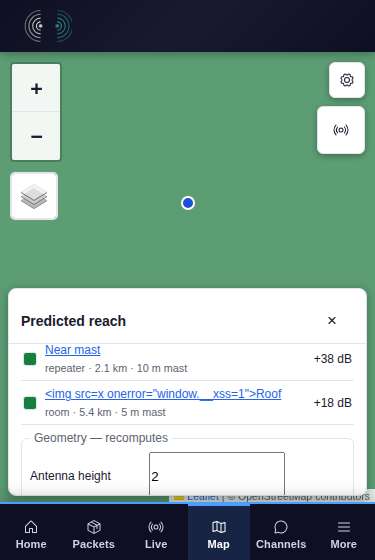 +
−
Predicted reach
×
Near mast
+38 dB
repeater · 2.1 km · 10 m mast
<img src=x onerror="window.__xss=1">Roof
+18 dB
room · 5.4 km · 5 m mast
Geometry — recomputes
Antenna height
2
Leaflet | © OpenStreetMap contributors
Home
Packets
Live
Map
Channels
More